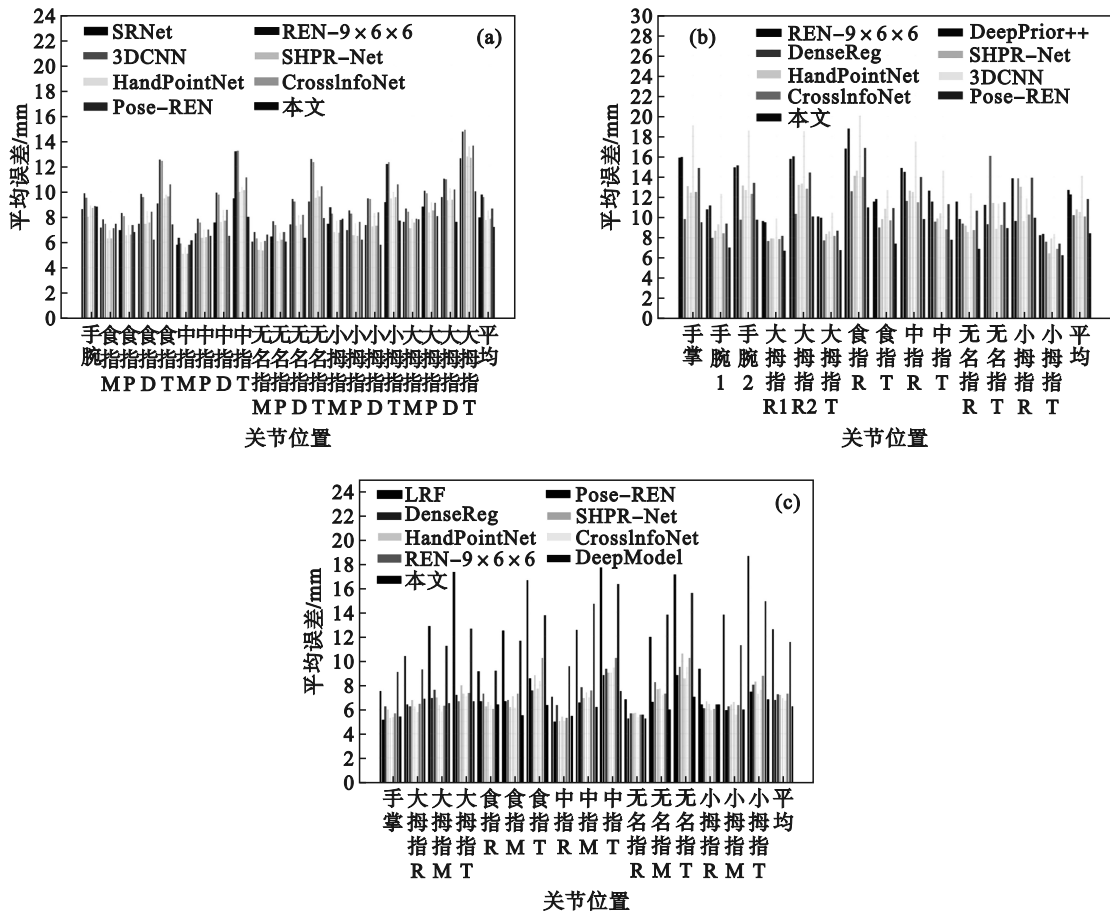 (a)
SRNet
REN-9×6×6
3DCNN
SHPR-Net
HandPointNet
CrossInfoNet
Pose-REN
本文
平均误差/mm
24
22
20
18
16
14
12
10
8
6
4
2
0
手腕
食指M
食指P
食指D
食指T
中指M
中指P
中指D
中指T
无名指M
无名指P
无名指D
无名指T
小拇指M
小拇指P
小拇指D
小拇指T
大拇指M
大拇指P
大拇指D
大拇指T
平均
关节位置
(b)
REN-9×6×6
DeepPrior++
DenseReg
SHPR-Net
HandPointNet
3DCNN
CrossInfoNet
Pose-REN
本文
平均误差/mm
30
28
26
24
22
20
18
16
14
12
10
8
6
4
2
0
手掌
手腕1
手腕2
大拇指R1
大拇指R2
大拇指T
食指R
食指T
中指R
中指T
无名指R
无名指T
小拇指R
小拇指T
平均
关节位置
(c)
LRF
Pose-REN
DenseReg
SHPR-Net
HandPointNet
CrossInfoNet
REN-9×6×6
DeepModel
本文
平均误差/mm
24
22
20
18
16
14
12
10
8
6
4
2
0
手掌
大拇指R
大拇指M
大拇指T
食指R
食指M
食指T
中指R
中指M
中指T
无名指R
无名指M
无名指T
小拇指R
小拇指M
小拇指T
平均
关节位置